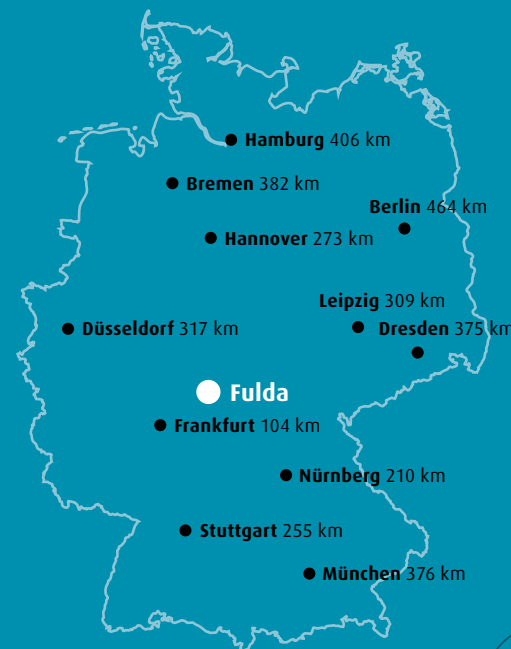 Hamburg 406 km
Bremen 382 km
Berlin 464 km
Hannover 273 km
Leipzig 309 km
Düsseldorf 317 km
Dresden 375 km
Fulda
Frankfurt 104 km
Nürnberg 210 km
Stuttgart 255 km
München 376 km